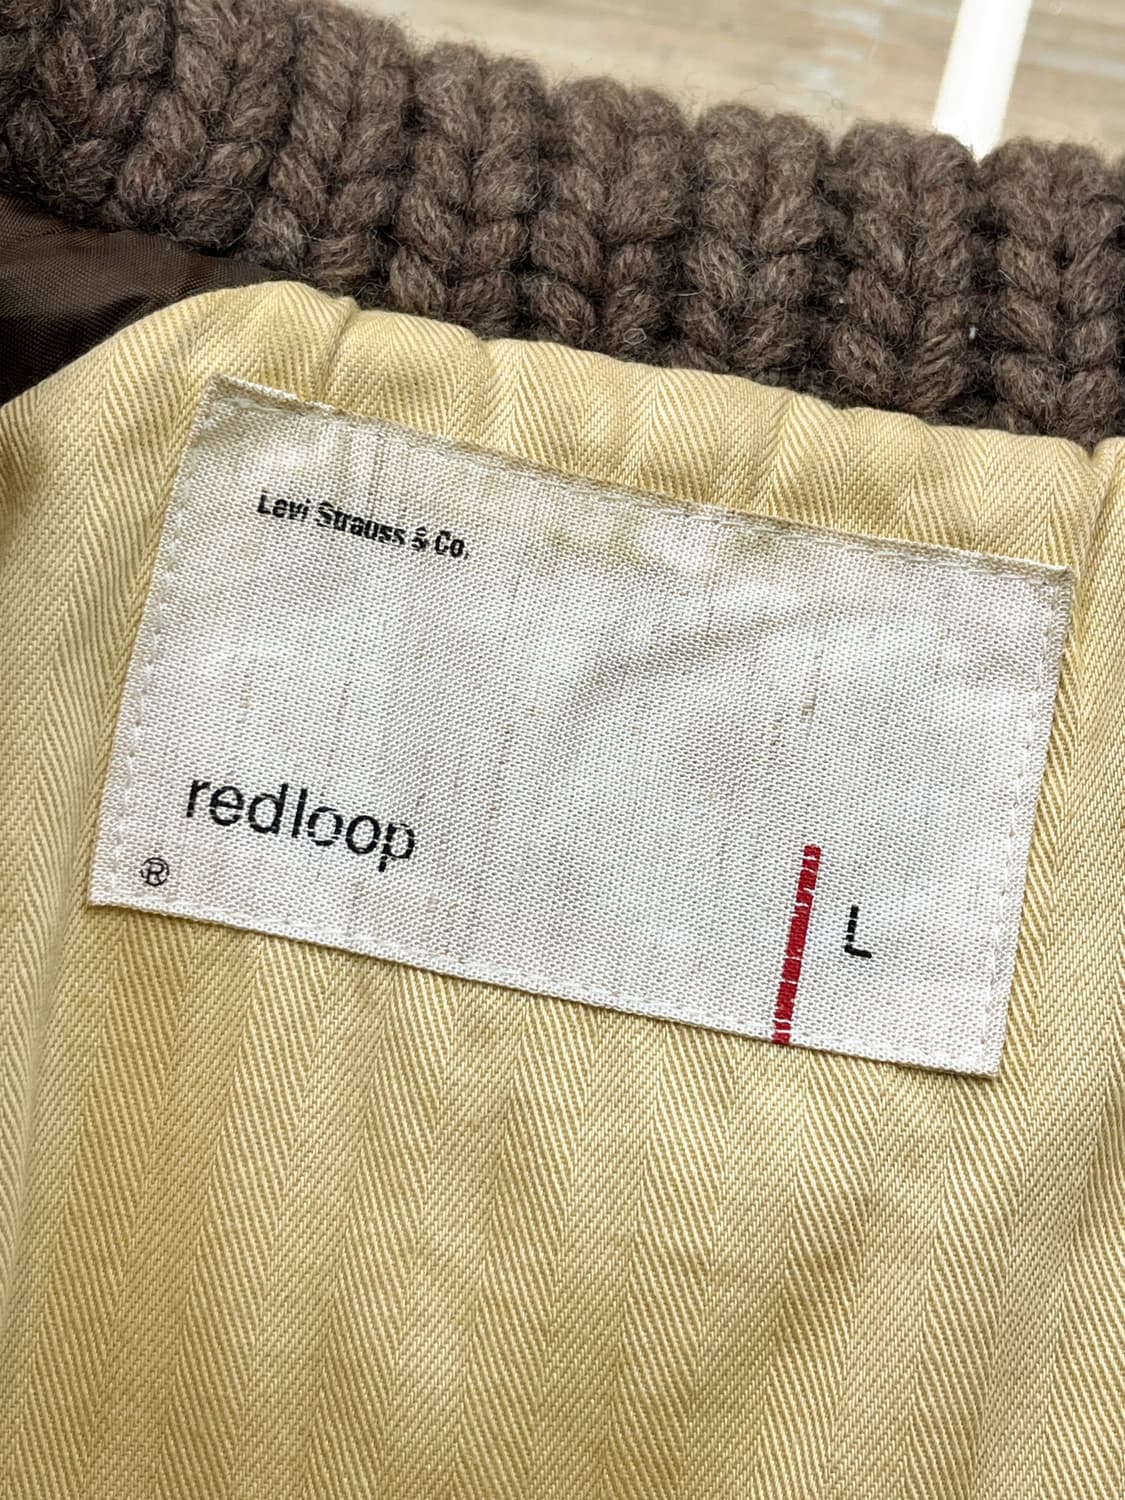 Levi Strauss & Co.
redloop
®
L